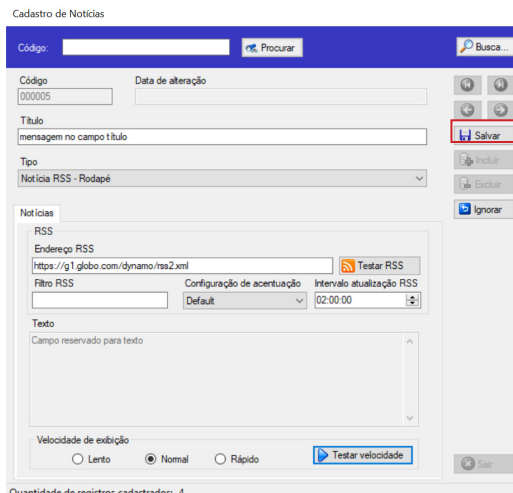 Cadastro de Notícias
Código: Procurar Busca...
Código Data de alteração
000005
Título
mensagem no campo título Salvar
Tipo Incluir
Notícia RSS - Rodapé Excluir
Notícias Ignorar
RSS
Endereço RSS
https://g1.globo.com/dynamo/rss2.xml Testar RSS
Filtro RSS Configuração de acentuação Intervalo atualização RSS
Default 02:00:00
Texto
Campo reservado para texto
Velocidade de exibição
Lento Normal Rápido Testar velocidade Sair
Quantidade de registros cadastrados: 4